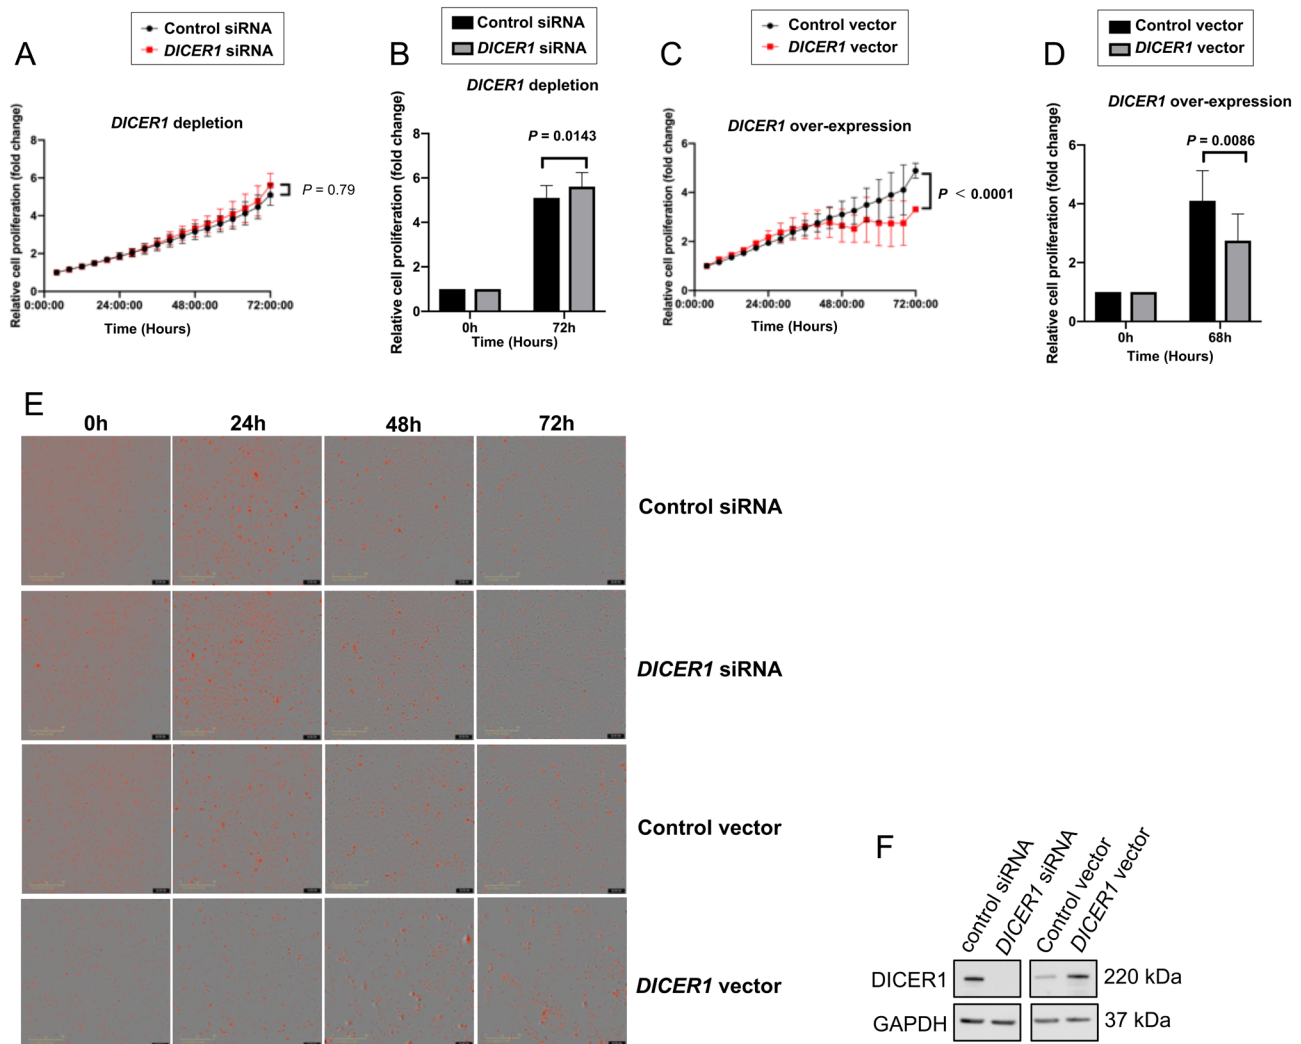 A
Control siRNA
DICER1 siRNA
DICER1 depletion
Relative cell proliferation (fold change)
8
6
4
2
0
0:00:00
24:00:00
48:00:00
72:00:00
Time (Hours)
P = 0.79
B
Control siRNA
DICER1 siRNA
DICER1 depletion
P = 0.0143
Relative cell proliferation (fold change)
8
6
4
2
0
0h
72h
Time (Hours)
C
Control vector
DICER1 vector
DICER1 over-expression
Relative cell proliferation (fold change)
6
4
2
0
0:00:00
24:00:00
48:00:00
72:00:00
Time (Hours)
P < 0.0001
D
Control vector
DICER1 vector
DICER1 over-expression
P = 0.0086
Relative cell proliferation (fold change)
6
4
2
0
0h
68h
Time (Hours)
E
0h
24h
48h
72h
Control siRNA
DICER1 siRNA
Control vector
DICER1 vector
F
control siRNA
DICER1 siRNA
Control vector
DICER1 vector
DICER1
220 kDa
GAPDH
37 kDa